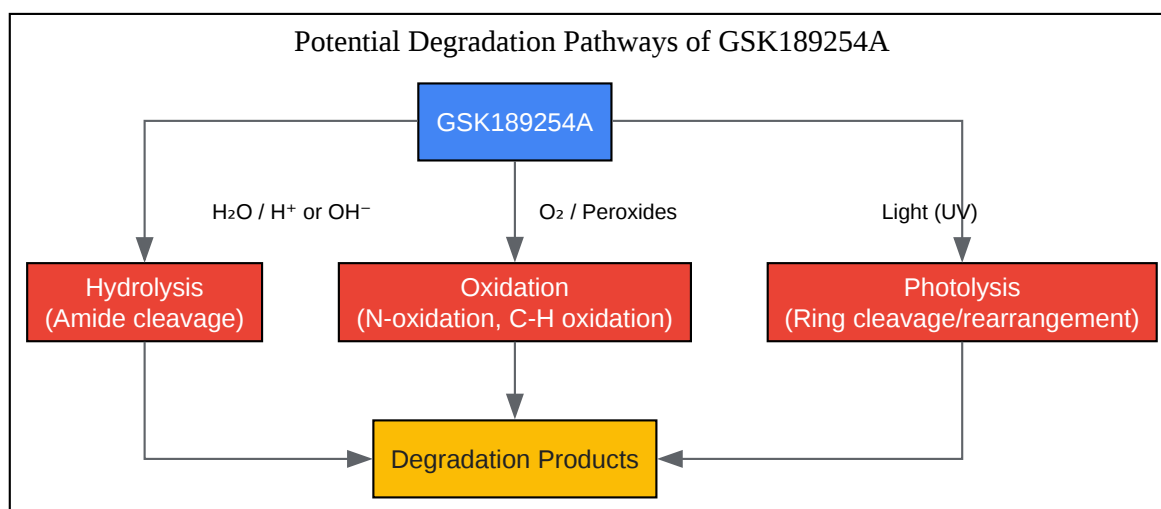 Potential Degradation Pathways of GSK189254A
GSK189254A
H₂O / H⁺ or OH⁻
O₂ / Peroxides
Light (UV)
Hydrolysis
(Amide cleavage)
Oxidation
(N-oxidation, C-H oxidation)
Photolysis
(Ring cleavage/rearrangement)
Degradation Products